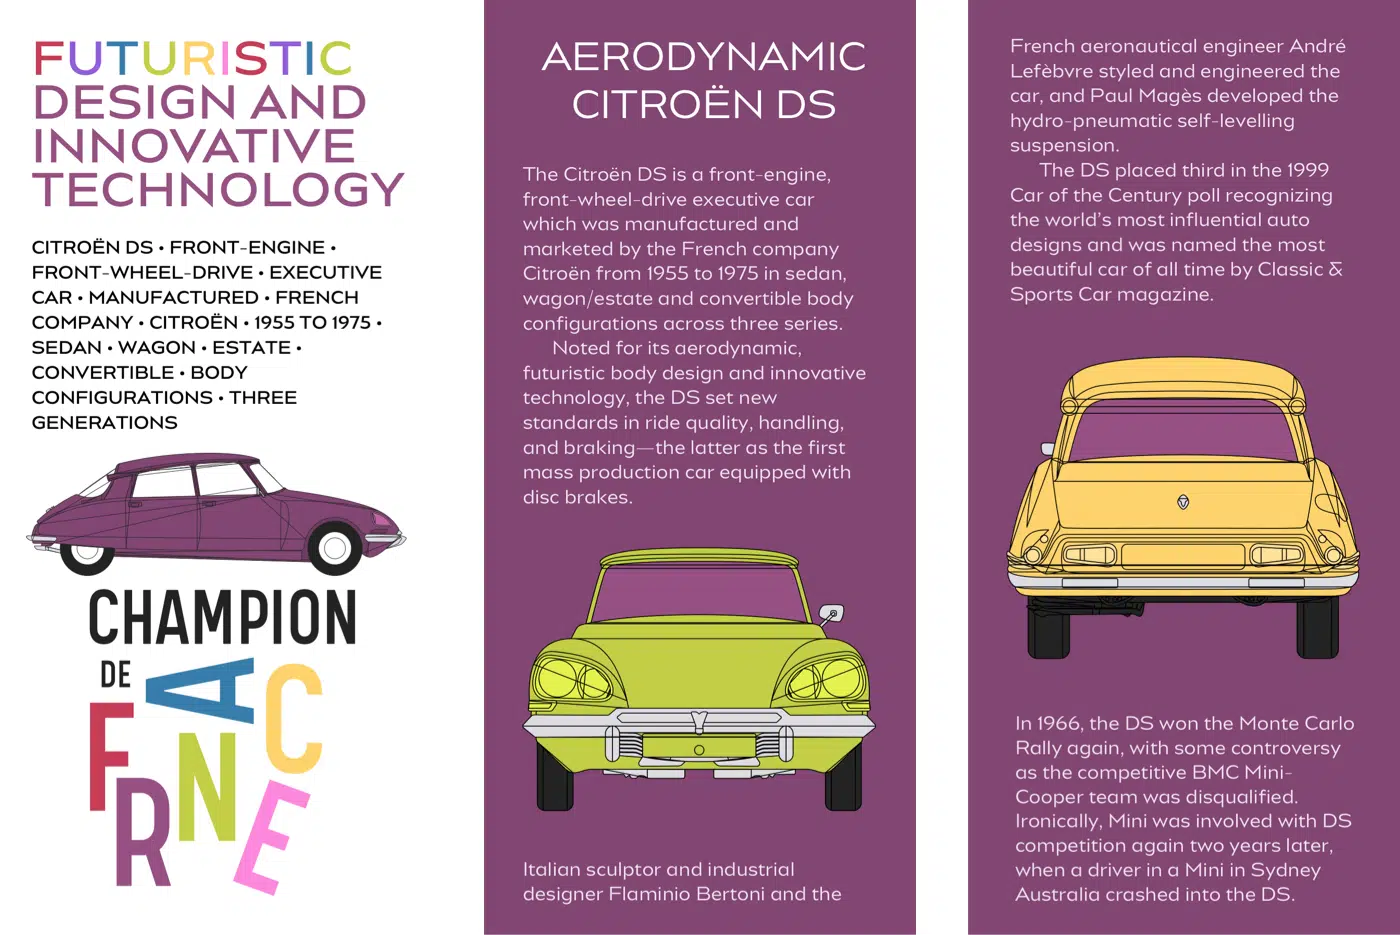 FUTURISTIC
DESIGN AND
INNOVATIVE
TECHNOLOGY
CITROËN DS • FRONT-ENGINE •
FRONT-WHEEL-DRIVE • EXECUTIVE
CAR • MANUFACTURED • FRENCH
COMPANY • CITROËN • 1955 TO 1975 •
SEDAN • WAGON • ESTATE •
CONVERTIBLE • BODY
CONFIGURATIONS • THREE
GENERATIONS
CHAMPION
DE
FRANCE
AERODYNAMIC
CITROËN DS
The Citroën DS is a front-engine,
front-wheel-drive executive car
which was manufactured and
marketed by the French company
Citroën from 1955 to 1975 in sedan,
wagon/estate and convertible body
configurations across three series.
Noted for its aerodynamic,
futuristic body design and innovative
technology, the DS set new
standards in ride quality, handling,
and braking—the latter as the first
mass production car equipped with
disc brakes.
Italian sculptor and industrial
designer Flaminio Bertoni and the
French aeronautical engineer André
Lefèbvre styled and engineered the
car, and Paul Magès developed the
hydro-pneumatic self-levelling
suspension.
The DS placed third in the 1999
Car of the Century poll recognizing
the world's most influential auto
designs and was named the most
beautiful car of all time by Classic &
Sports Car magazine.
In 1966, the DS won the Monte Carlo
Rally again, with some controversy
as the competitive BMC Mini-
Cooper team was disqualified.
Ironically, Mini was involved with DS
competition again two years later,
when a driver in a Mini in Sydney
Australia crashed into the DS.